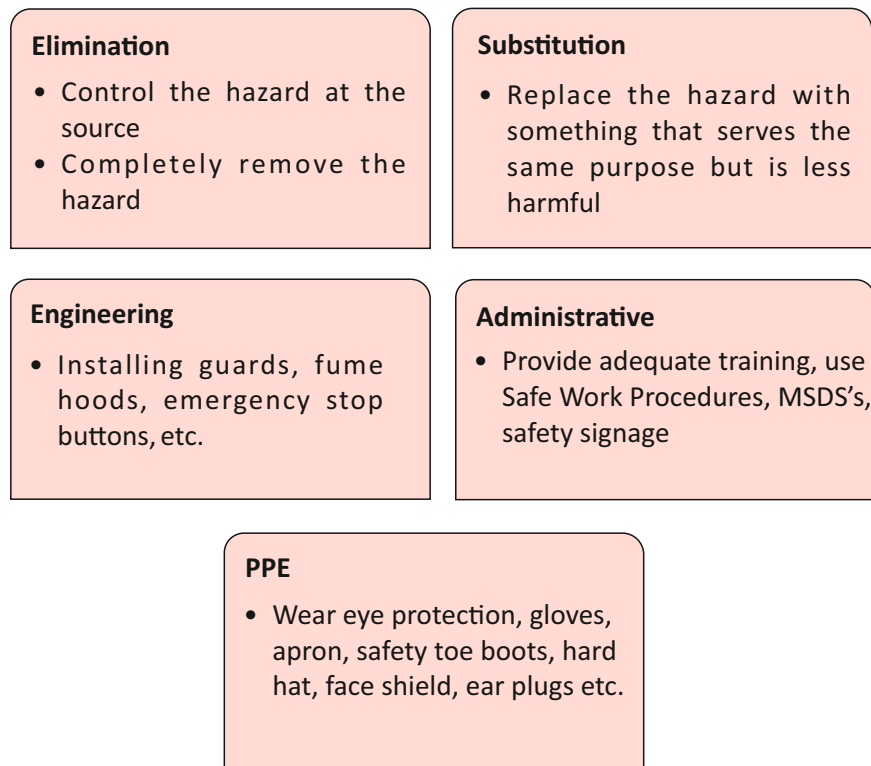 Elimination
• Control the hazard at the
source
• Completely remove the
hazard
Substitution
• Replace the hazard with
something that serves the
same purpose but is less
harmful
Engineering
• Installing guards, fume
hoods, emergency stop
buttons, etc.
Administrative
• Provide adequate training, use
Safe Work Procedures, MSDS's,
safety signage
PPE
• Wear eye protection, gloves,
apron, safety toe boots, hard
hat, face shield, ear plugs etc.